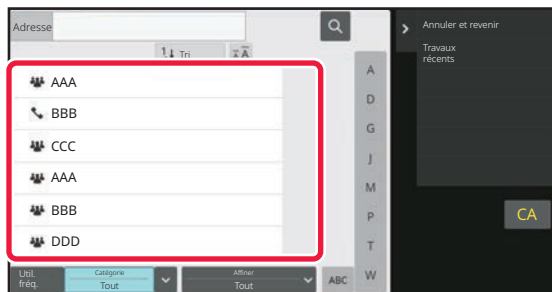 Adresse
1 Tri
A
AAA
BBB
CCC
AAA
BBB
DDD
A
D
G
J
M
P
T
W
Util.
fréq.
Catégorie
Tout
Affiner
Tout
ABC
Annuler et revenir
Travaux
récents
CA